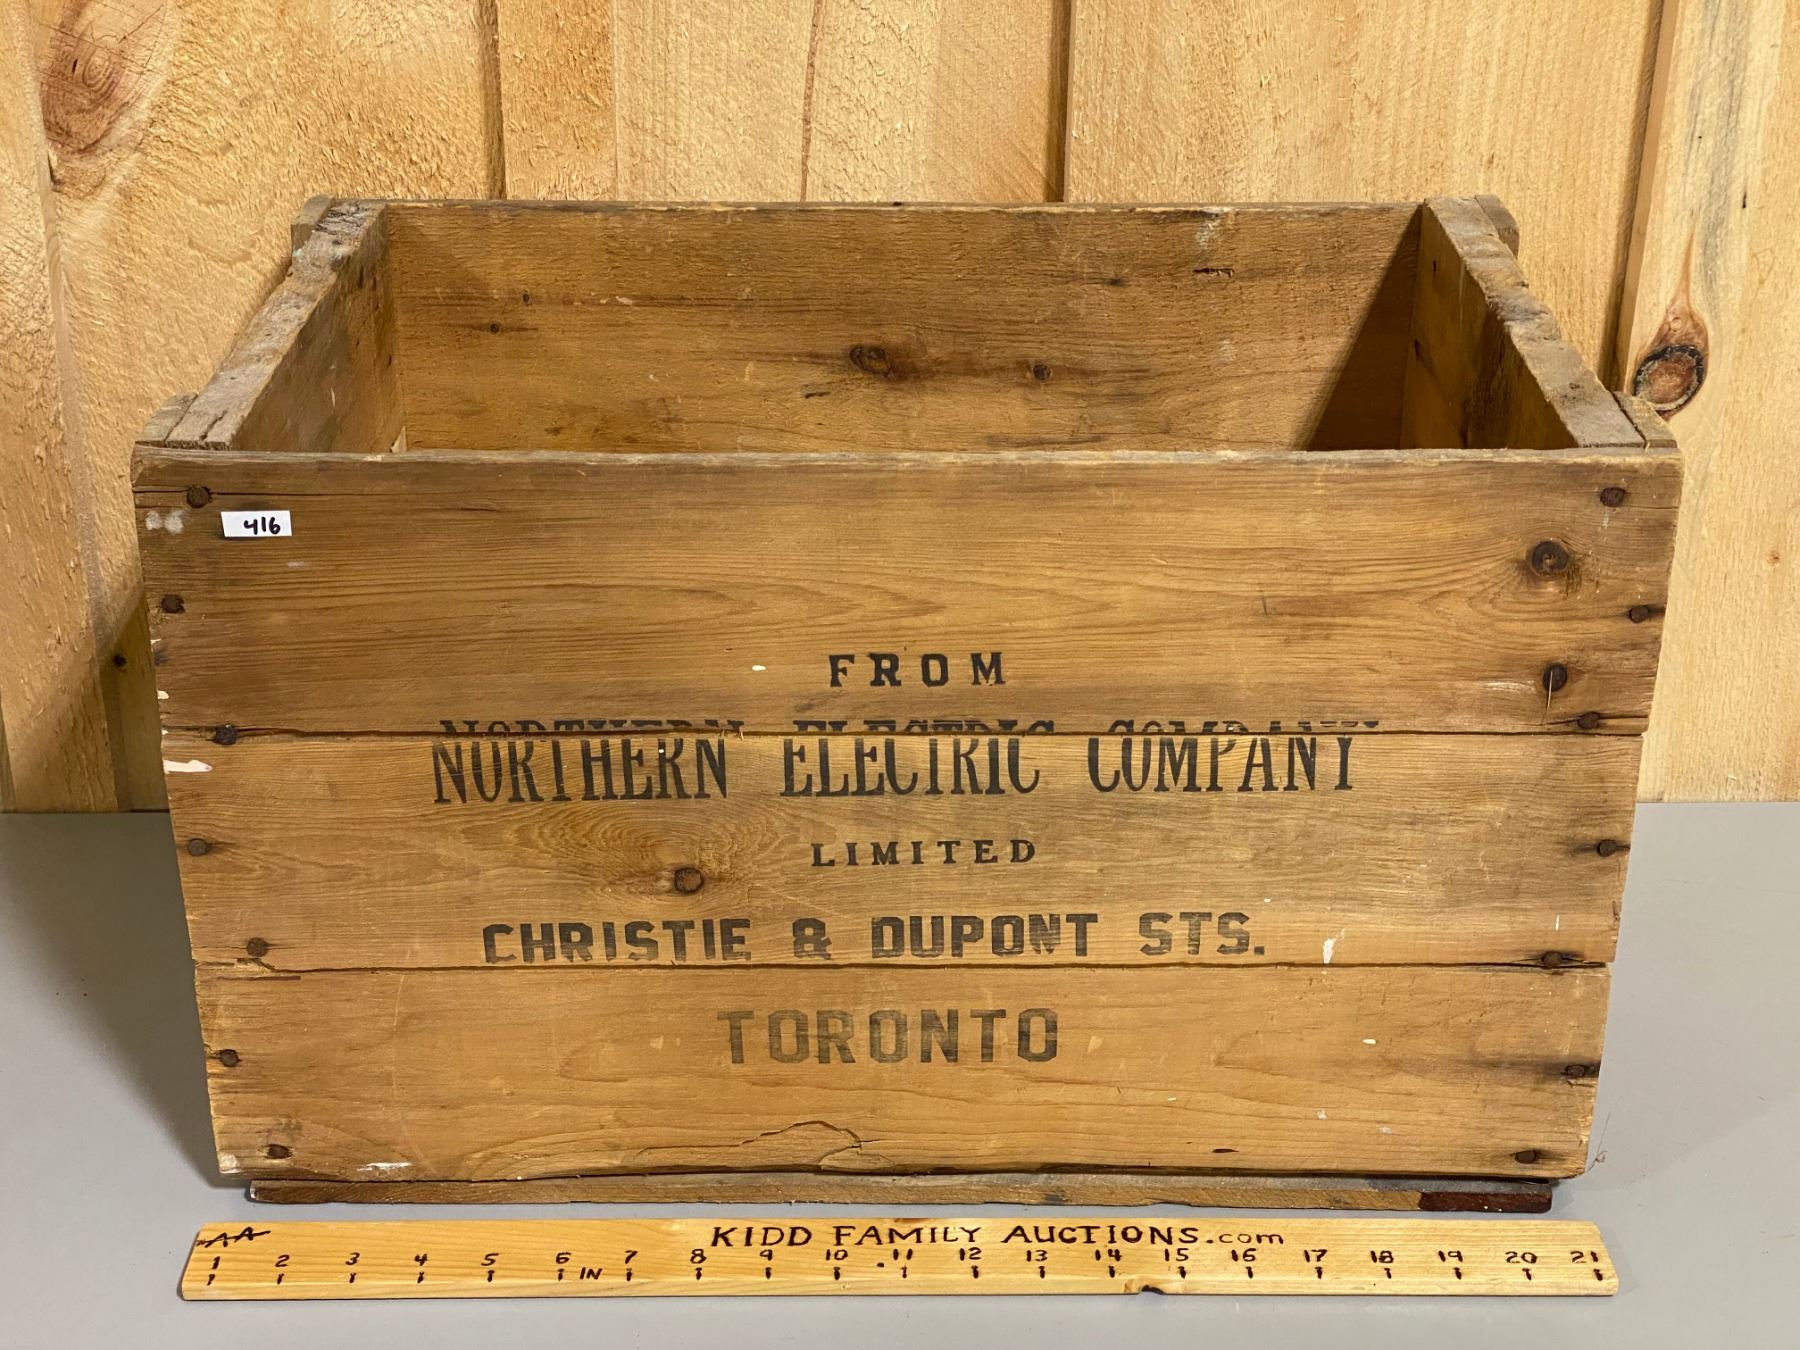 416
FROM
NORTHERN ELECTRIC COMPANY
LIMITED
CHRISTIE & DUPONT STS.
TORONTO
KIDD FAMILY AUCTIONS.com
1 2 3 4 5 6 IN 7 8 9 10 11 12 13 14 15 16 17 18 19 20 21